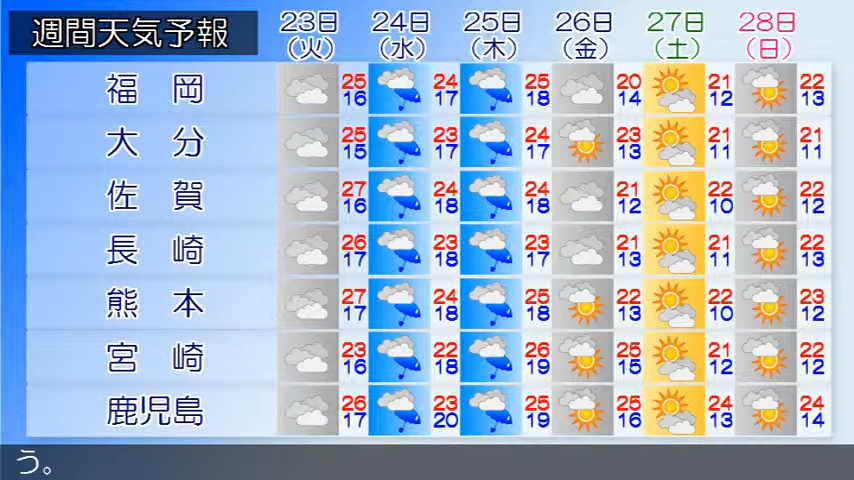 週間天気予報
23日 24日 25日 26日 27日 28日
(火) (水) (木) (金) (土) (日)
福岡 25 16 24 17 25 18 20 14 21 12 22 13
大分 25 15 23 17 24 17 23 13 21 11 21 11
佐賀 27 16 24 18 24 18 21 12 22 10 22 12
長崎 26 17 23 18 23 17 21 13 21 11 22 13
熊本 27 17 24 18 25 18 22 13 22 10 23 12
宮崎 23 16 22 18 26 19 25 15 21 12 22 12
鹿児島 26 17 23 20 25 19 25 16 24 13 24 14
う。